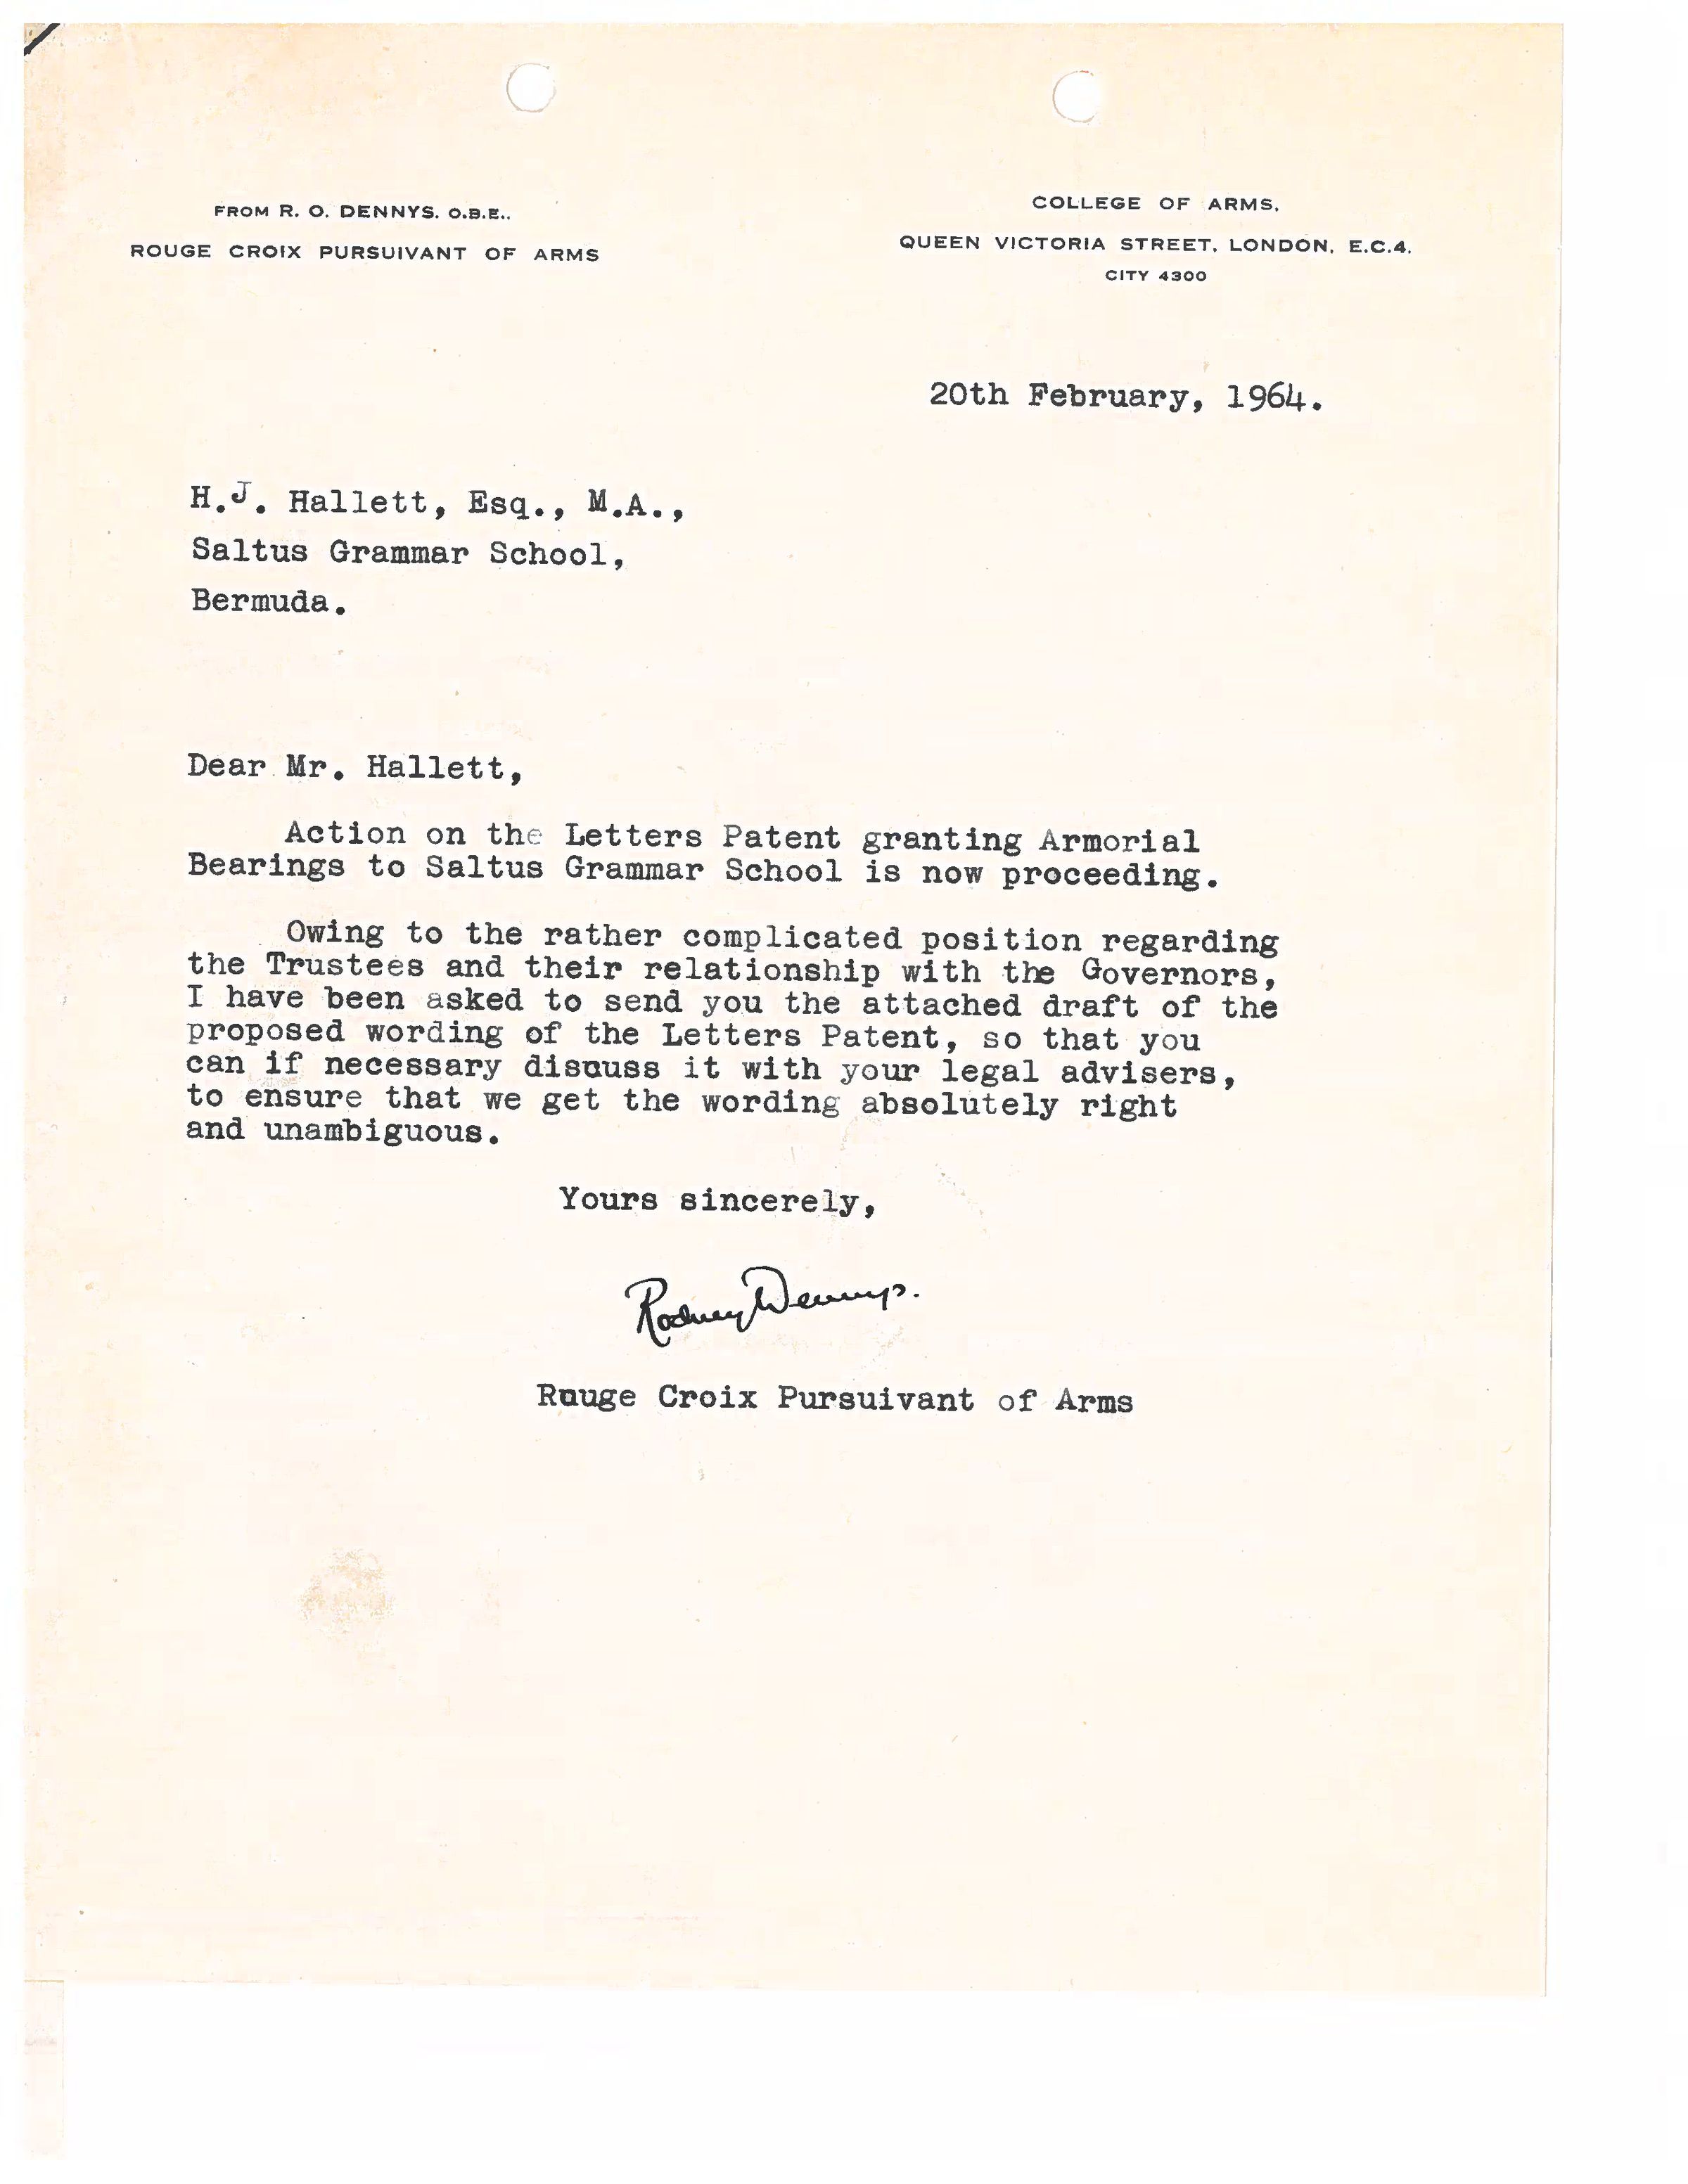 FROM R. O. DENNYS. O.B.E.,
ROUGE CROIX PURSUIVANT OF ARMS
COLLEGE OF ARMS,
QUEEN VICTORIA STREET, LONDON, E.C.4.
CITY 4300
20th February, 1964.
H.J. Hallett, Esq., M.A.,
Saltus Grammar School,
Bermuda.
Dear Mr. Hallett,
Action on the Letters Patent granting Armorial
Bearings to Saltus Grammar School is now proceeding.
Owing to the rather complicated position regarding
the Trustees and their relationship with the Governors,
I have been asked to send you the attached draft of the
proposed wording of the Letters Patent, so that you
can if necessary disauss it with your legal advisers,
to ensure that we get the wording absolutely right
and unambiguous.
Yours sincerely,
Rodney Dennys.
Rauge Croix Pursuivant of Arms